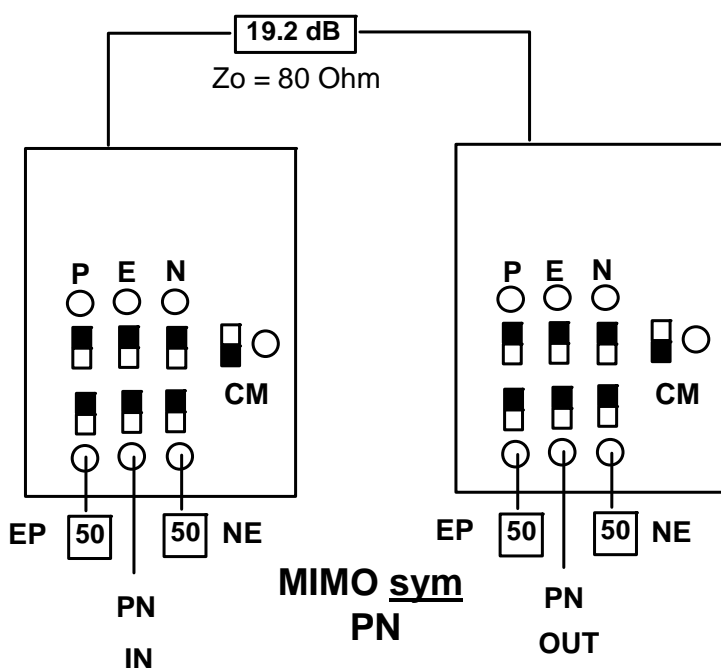 19.2 dB
Zo = 80 Ohm
P E N
CM
EP 50 50 NE
PN
IN
P E N
CM
EP 50 50 NE
PN
OUT
MIMO sym
PN